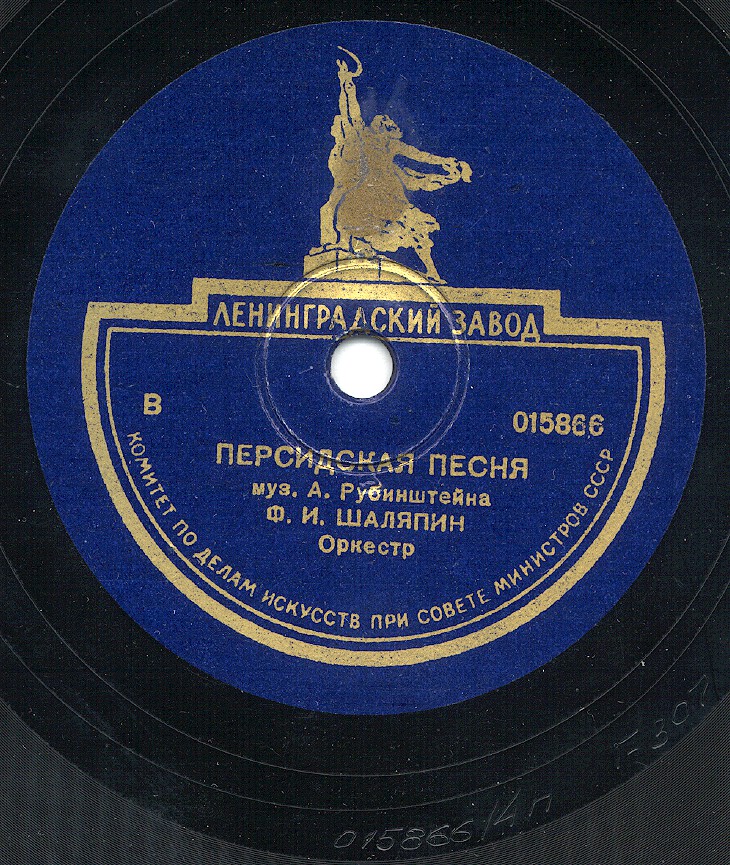 ЛЕНИНГРАДСКИЙ ЗАВОД
В
015866
ПЕРСИДСКАЯ ПЕСНЯ
муз. А. Рубинштейна
Ф. И. ШАЛЯПИН
Оркестр
КОМИТЕТ ПО ДЕЛАМ ИСКУССТВ ПРИ СОВЕТЕ МИНИСТРОВ СССР
015866/4п